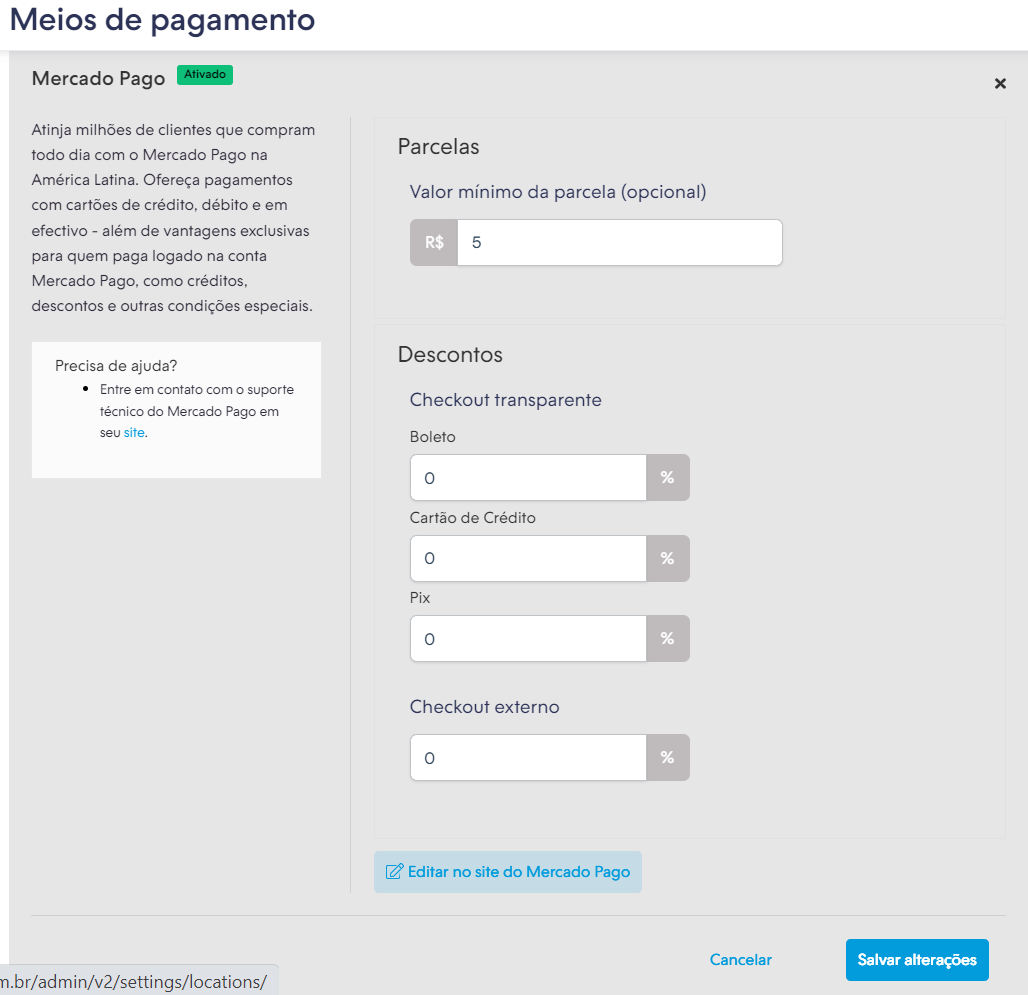 Meios de pagamento
Mercado Pago Ativado
Atinja milhões de clientes que compram
todo dia com o Mercado Pago na
América Latina. Ofereça pagamentos
com cartões de crédito, débito e em
efectivo - além de vantagens exclusivas
para quem paga logado na conta
Mercado Pago, como créditos,
descontos e outras condições especiais.
Precisa de ajuda?
Entre em contato com o suporte
técnico do Mercado Pago em
seu site.
Parcelas
Valor mínimo da parcela (opcional)
R$ 5
Descontos
Checkout transparente
Boleto
0 %
Cartão de Crédito
0 %
Pix
0 %
Checkout externo
0 %
Editar no site do Mercado Pago
Cancelar
Salvar alterações
m.br/admin/v2/settings/locations/